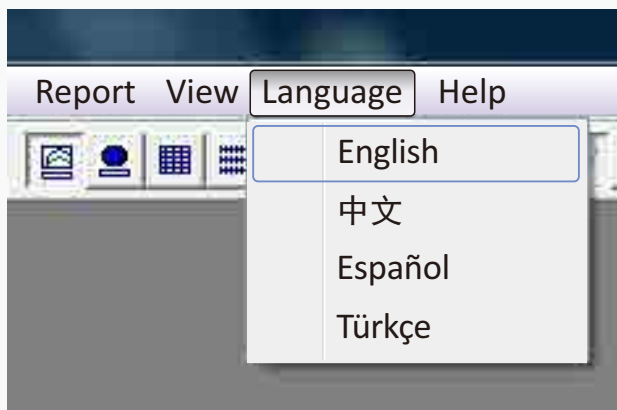 Report View Language Help
English
中文
Español
Türkçe